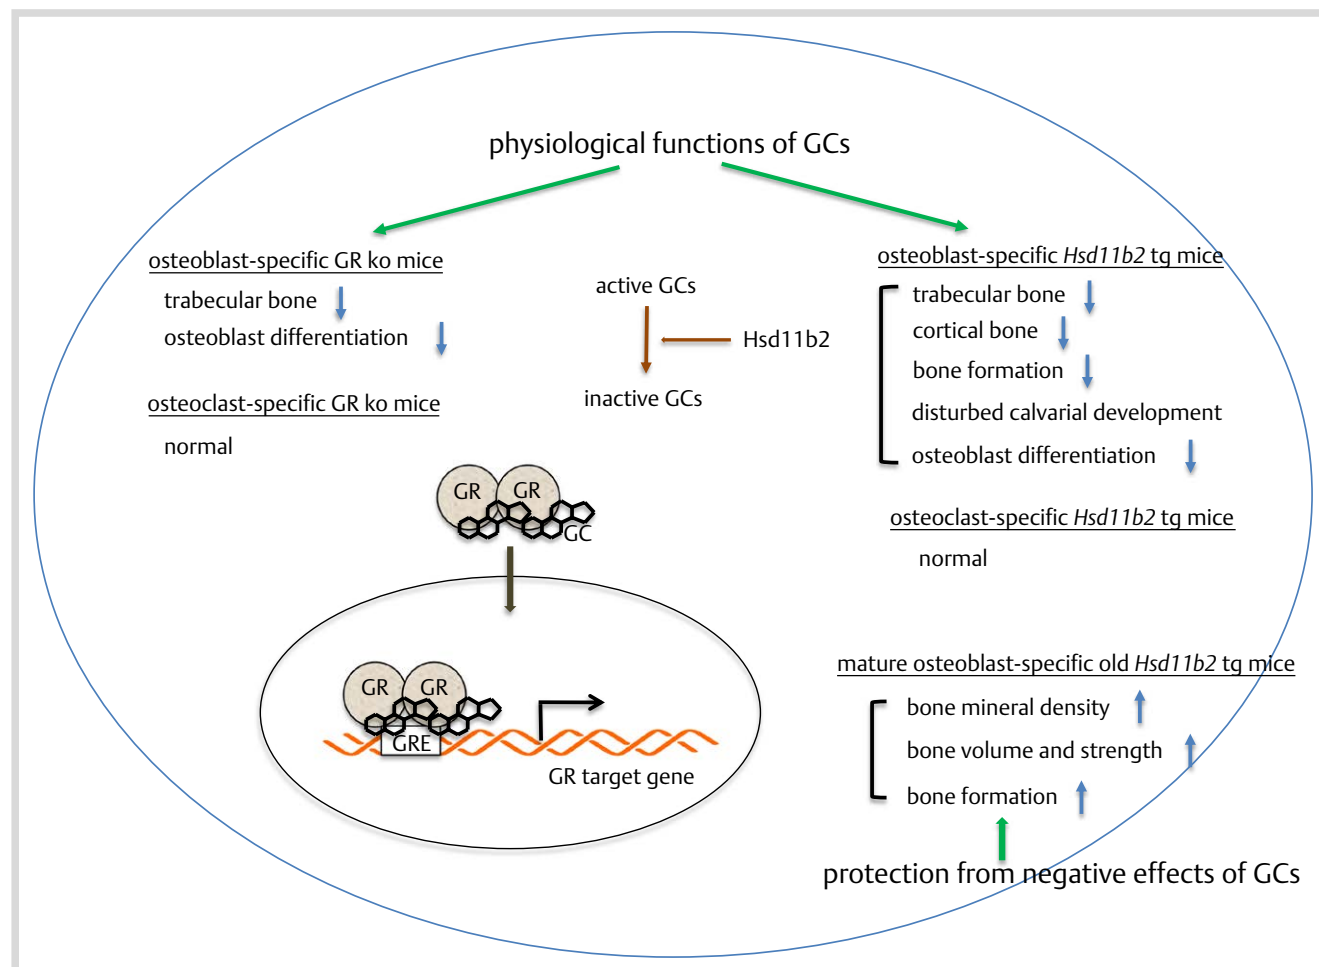 physiological functions of GCs
osteoblast-specific GR ko mice
trabecular bone
osteoblast differentiation
osteoclast-specific GR ko mice
normal
active GCs
Hsd11b2
inactive GCs
osteoblast-specific Hsd11b2 tg mice
trabecular bone
cortical bone
bone formation
disturbed calvarial development
osteoblast differentiation
osteoclast-specific Hsd11b2 tg mice
normal
GR GR
GC
GR GR
GRE
GR target gene
mature osteoblast-specific old Hsd11b2 tg mice
bone mineral density
bone volume and strength
bone formation
protection from negative effects of GCs